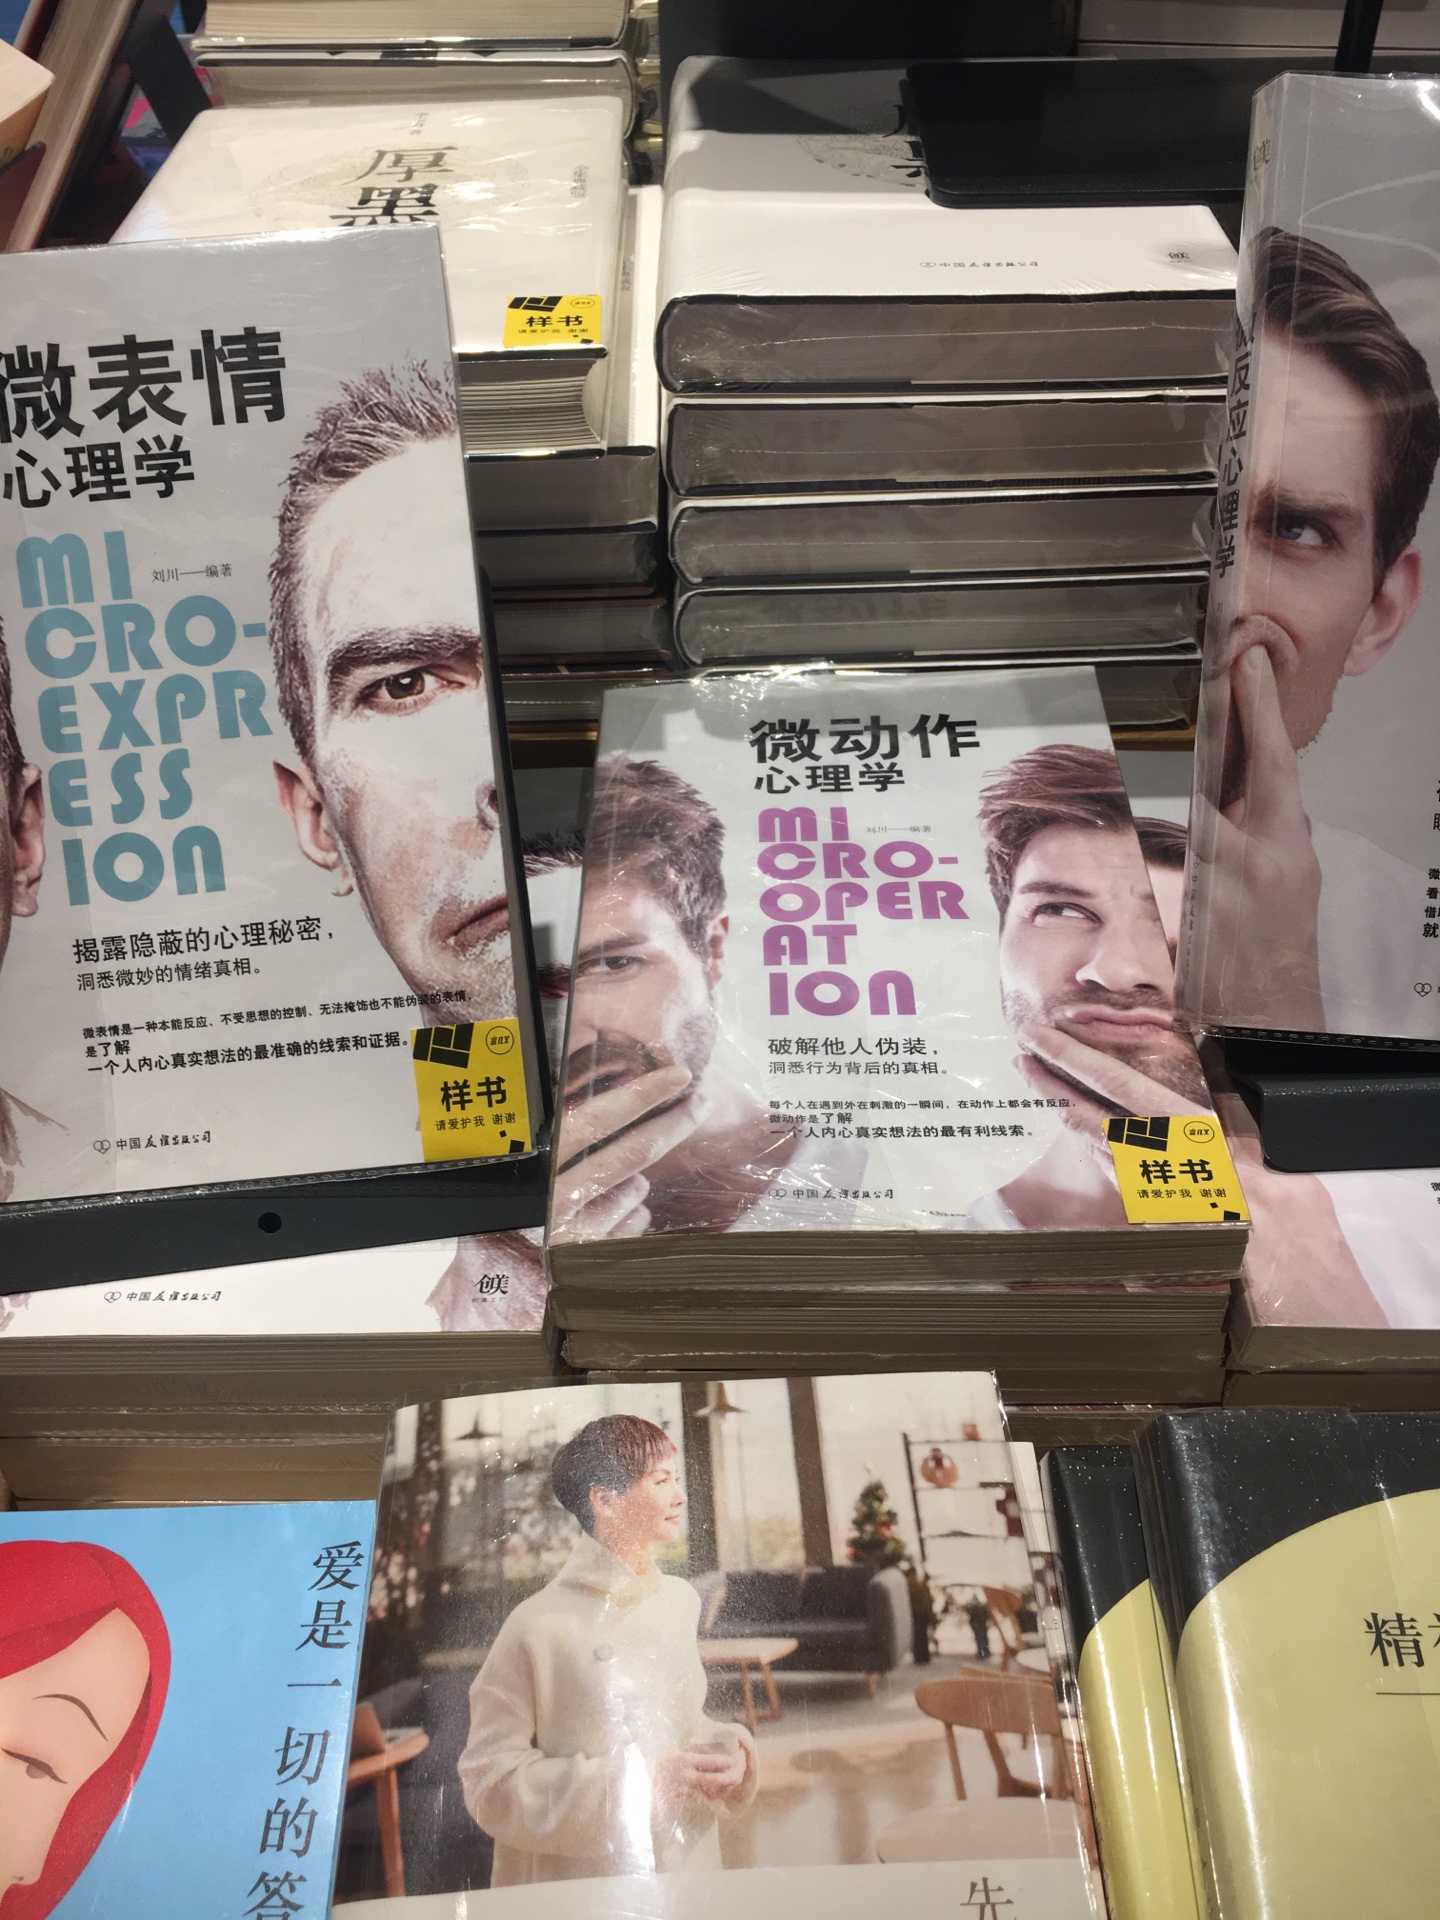 厚
黑
样书
请爱护我 谢谢
中国友谊出版公司
创美
微表情
心理学
MI
CRO-
EXPR
ESS
ION
刘川——编著
揭露隐蔽的心理秘密，
洞悉微妙的情绪真相。
微表情是一种本能反应、不受思想的控制、无法掩饰也不能伪装的表情，
是了解
一个人内心真实想法的最准确的线索和证据。
样书
请爱护我 谢谢
中国友谊出版公司
中国友谊出版公司
创美
微动作
心理学
MI
CRO-
OPER
AT
ION
刘川——编著
破解他人伪装，
洞悉行为背后的真相。
每个人在遇到外在刺激的一瞬间，在动作上都会有反应，
微动作是了解
一个人内心真实想法的最有利线索。
中国友谊出版公司
样书
请爱护我 谢谢
创美
微反应心理学
微
看
借
就
爱是一切的答
先
精